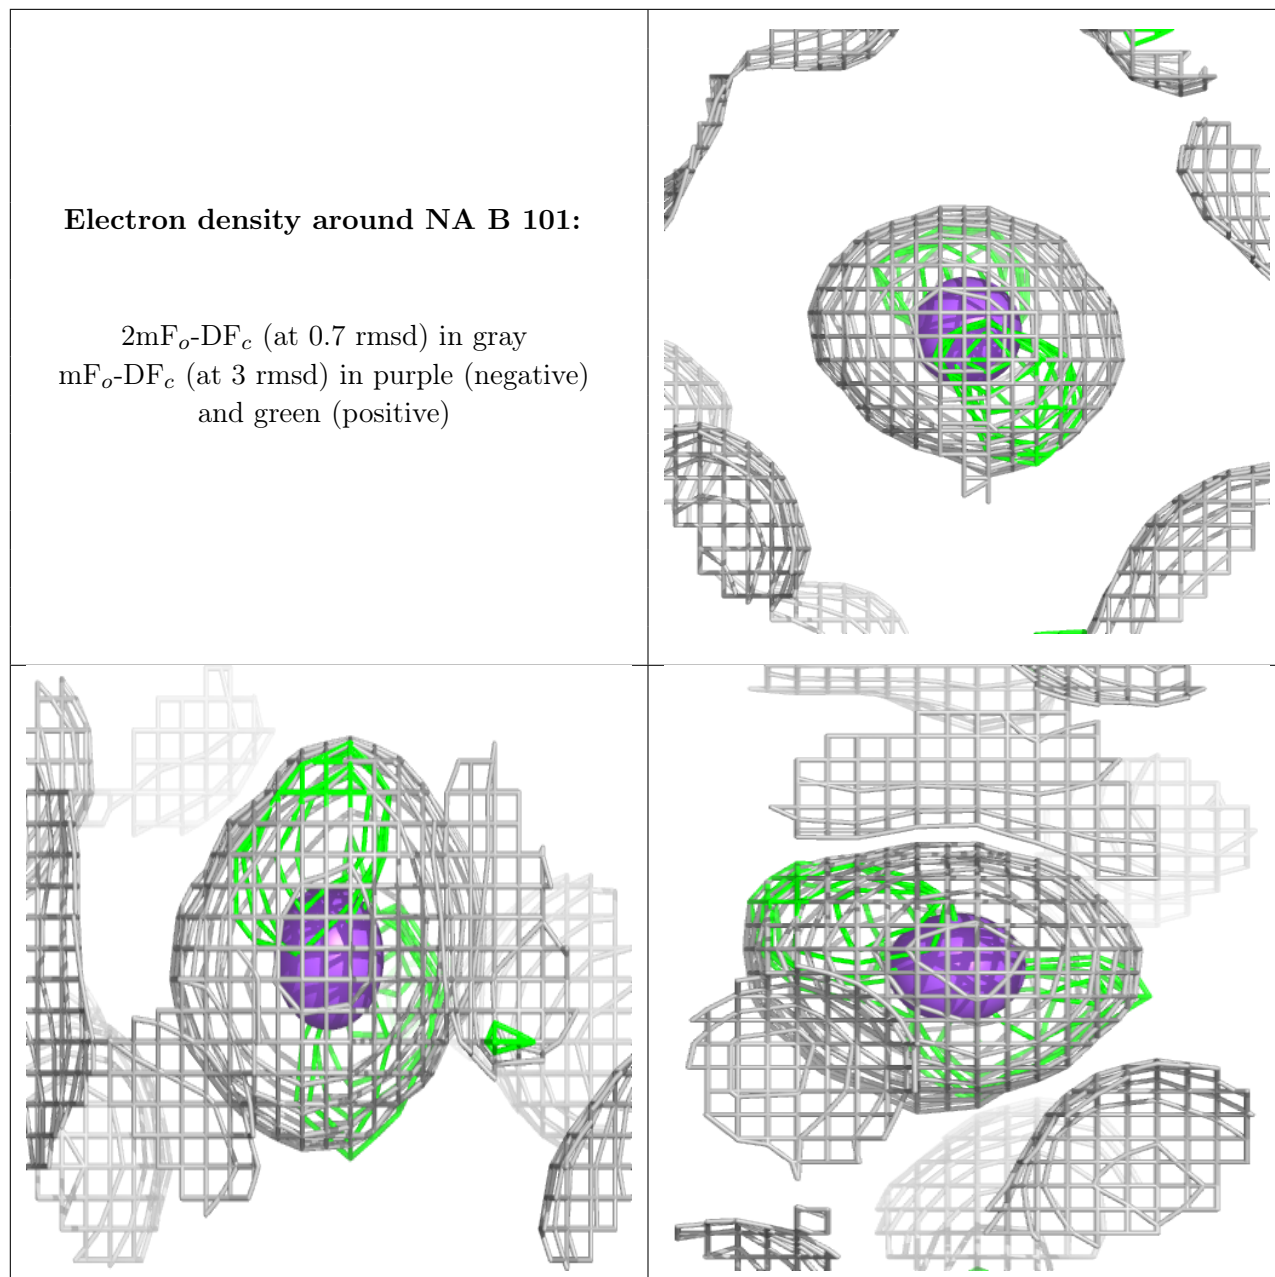 Electron density around NA B 101:
2mFo-DFc (at 0.7 rmsd) in gray
mFo-DFc (at 3 rmsd) in purple (negative)
and green (positive)